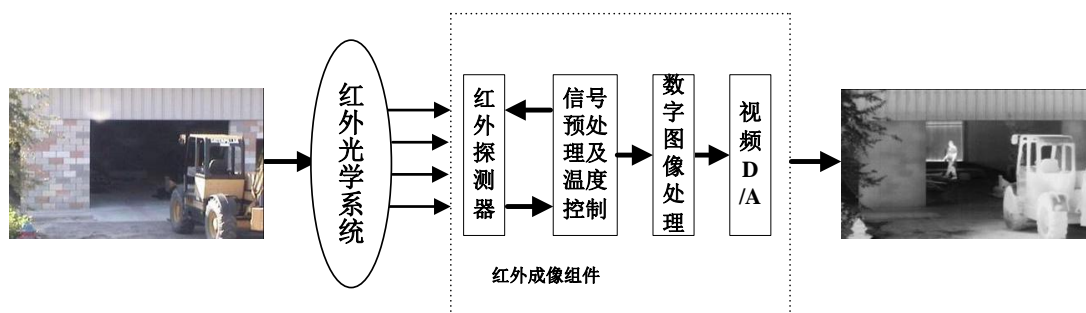 红外光学系统
红外探测器
信号
预处
理及
温度
控制
数字图像处理
视
频
D
/A
红外成像组件